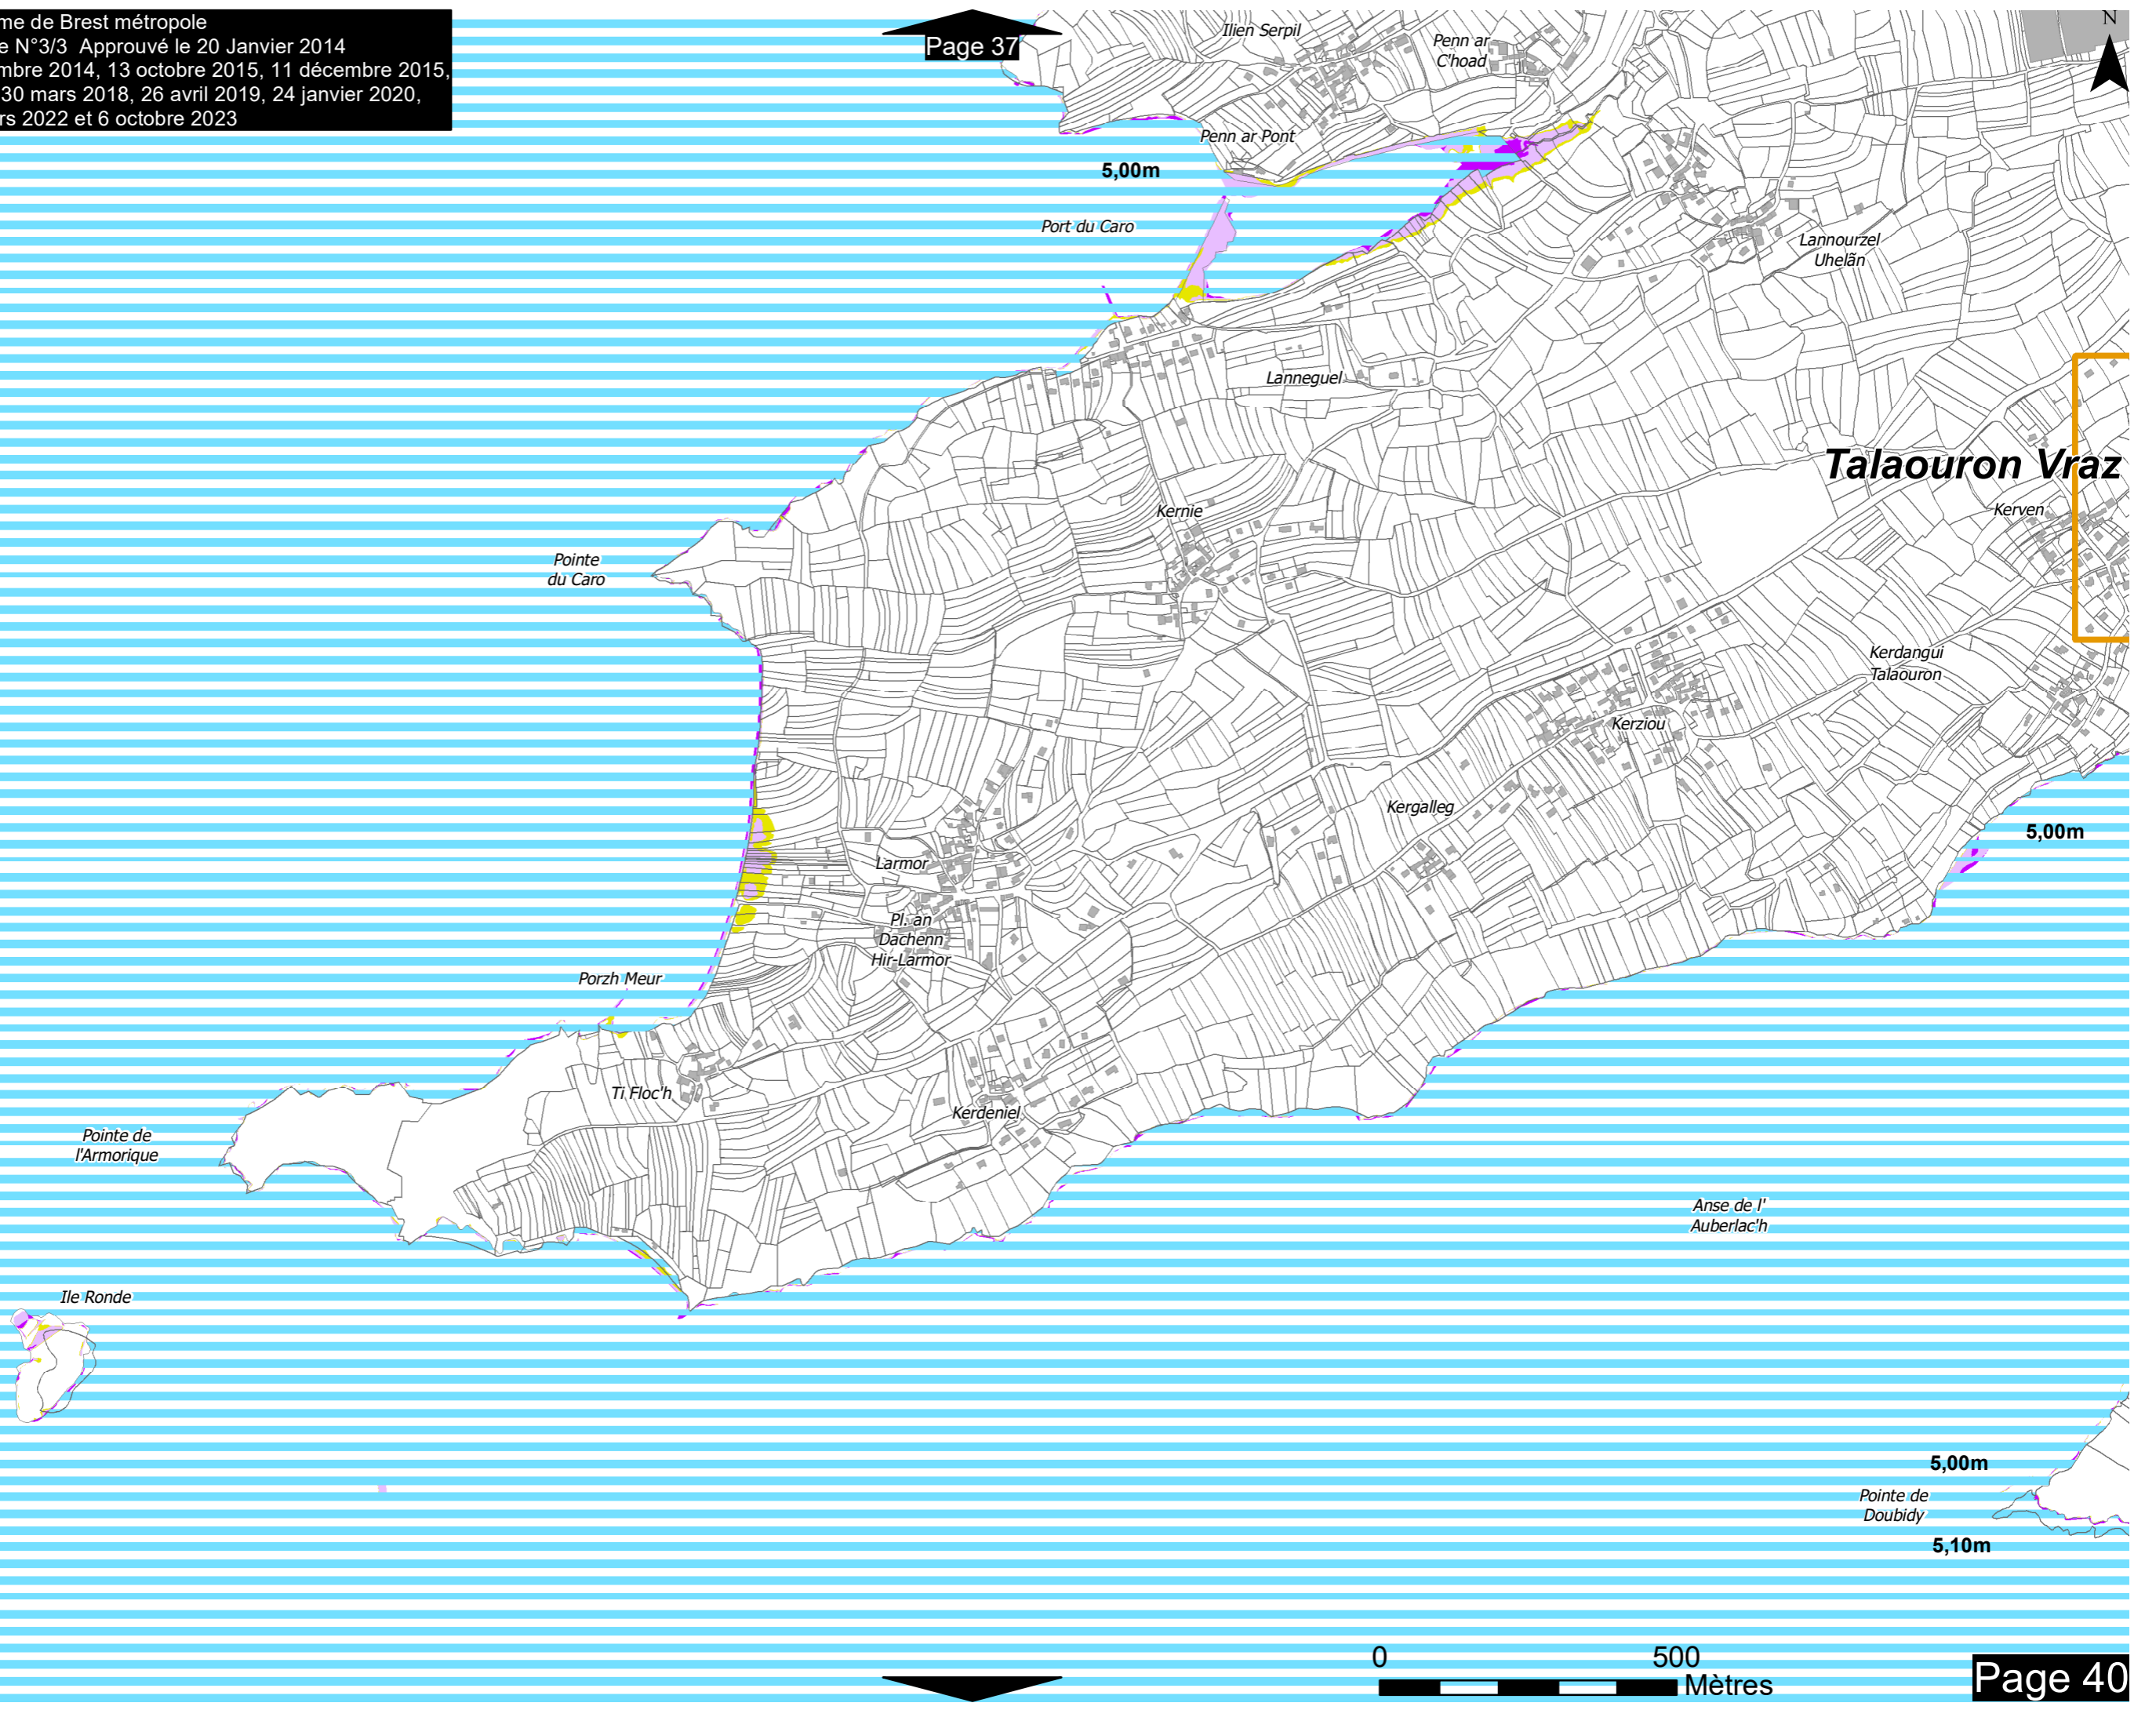 me de Brest métropole
e N°3/3 Approuvé le 20 Janvier 2014
mbre 2014, 13 octobre 2015, 11 décembre 2015,
30 mars 2018, 26 avril 2019, 24 janvier 2020,
rs 2022 et 6 octobre 2023
Page 37
N
Ilien Serpil
Penn ar
C'hoad
Penn ar Pont
5,00m
Port du Caro
Lannourzel
Uhelãn
Lanneguel
Talaouron Vraz
Kernie
Kerven
Pointe
du Caro
Kerdangui
Talaouron
Kerziou
Kergalleg
5,00m
Larmor
Pl. an
Dachenn
Hir-Larmor
Porzh Meur
Ti Floc'h
Kerdeniel
Pointe de
l'Armorique
Anse de l'
Auberlac'h
Ile Ronde
5,00m
Pointe de
Doubidy
5,10m
0 500
Mètres
Page 40